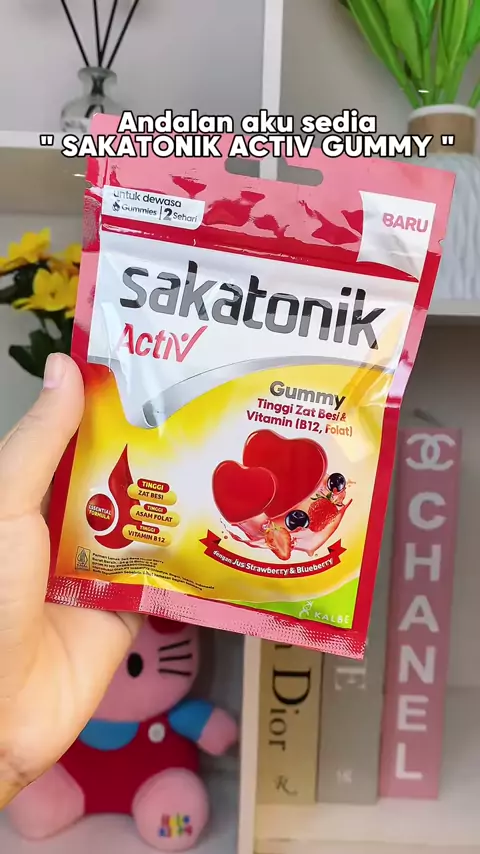 Andalan aku sedia
" SAKATONIK ACTIV GUMMY "
untuk dewasa
Gummies
2 Sehari
BARU
sakatonik
Activ
Gummy
Tinggi Zat Besi &
Vitamin (B12, Folat)
TINGGI
ZAT BESI
TINGGI
ASAM FOLAT
TINGGI
VITAMIN B12
ESSENTIAL
FORMULA
dengan Jus Strawberry & Blueberry
KALBE
CHANEL
Dior